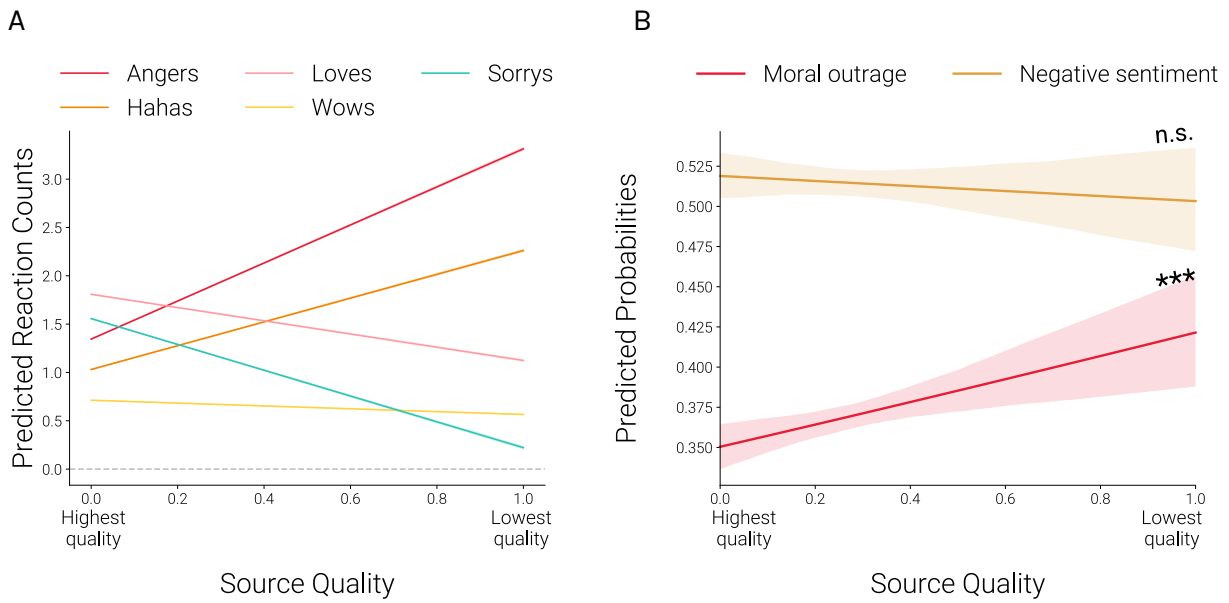 A
Angers
Loves
Sorrys
Hahas
Wows
Predicted Reaction Counts
3.0
2.5
2.0
1.5
1.0
0.5
0.0
0.0
0.2
0.4
0.6
0.8
1.0
Highest
quality
Lowest
quality
Source Quality
B
Moral outrage
Negative sentiment
n.s.
***
Predicted Probabilities
0.525
0.500
0.475
0.450
0.425
0.400
0.375
0.350
0.0
0.2
0.4
0.6
0.8
1.0
Highest
quality
Lowest
quality
Source Quality